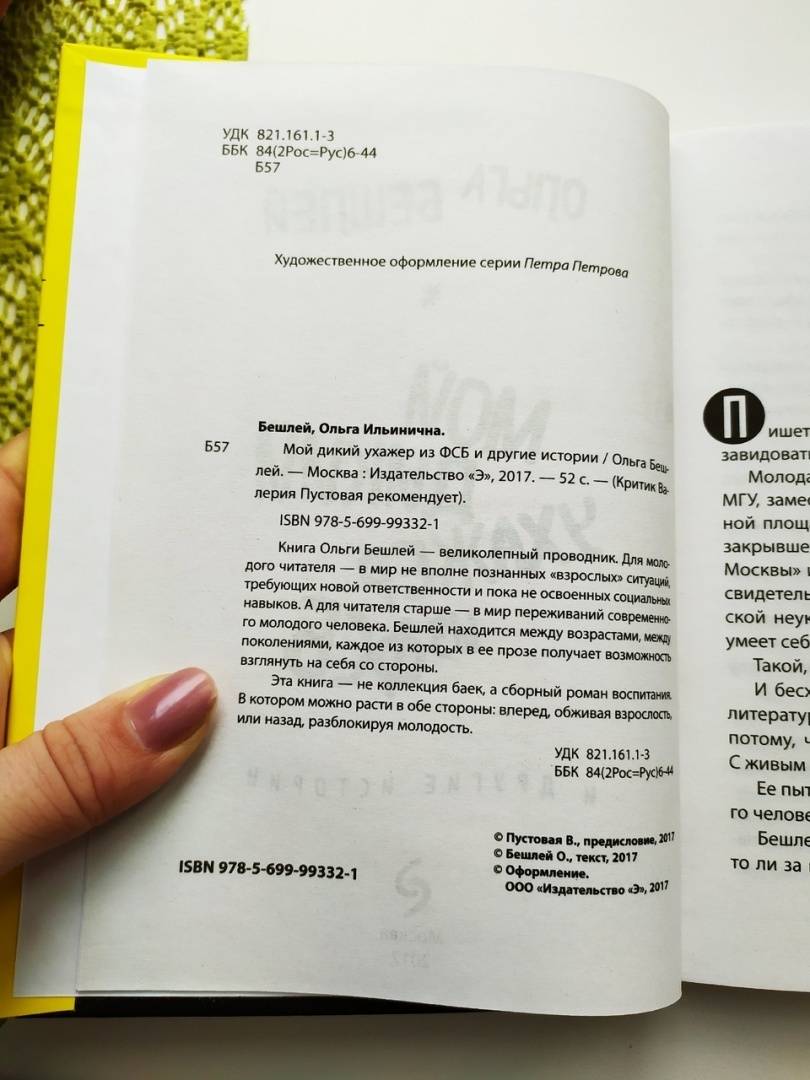 УДК 821.161.1-3
ББК 84(2Рос=Рус)6-44
Б57
Художественное оформление серии Петра Петрова
Бешлей, Ольга Ильинична.
Б57 Мой дикий ухажер из ФСБ и другие истории / Ольга Беш-
лей. — Москва : Издательство «Э», 2017. — 52 с. — (Критик Ва-
лерия Пустовая рекомендует).
ISBN 978-5-699-99332-1
Книга Ольги Бешлей — великолепный проводник. Для моло-
дого читателя — в мир не вполне познанных «взрослых» ситуаций,
требующих новой ответственности и пока не освоенных социальных
навыков. А для читателя старше — в мир переживаний современно-
го молодого человека. Бешлей находится между возрастами, между
поколениями, каждое из которых в ее прозе получает возможность
взглянуть на себя со стороны.
Эта книга — не коллекция баек, а сборный роман воспитания.
В котором можно расти в обе стороны: вперед, обживая взрослость,
или назад, разблокируя молодость.
УДК 821.161.1-3
ББК 84(2Рос=Рус)6-44
© Пустовая В., предисловие, 2017
© Бешлей О., текст, 2017
© Оформление.
ООО «Издательство «Э», 2017
ISBN 978-5-699-99332-1
Пишет
завидовать
Молода
МГУ, замес
ной площ
закрывше
Москвы» и
свидетель
ской неук
умеет себ
Такой,
И бесх
литератур
потому, ч
С живым
Ее пыт
го челове
Бешле
то ли за